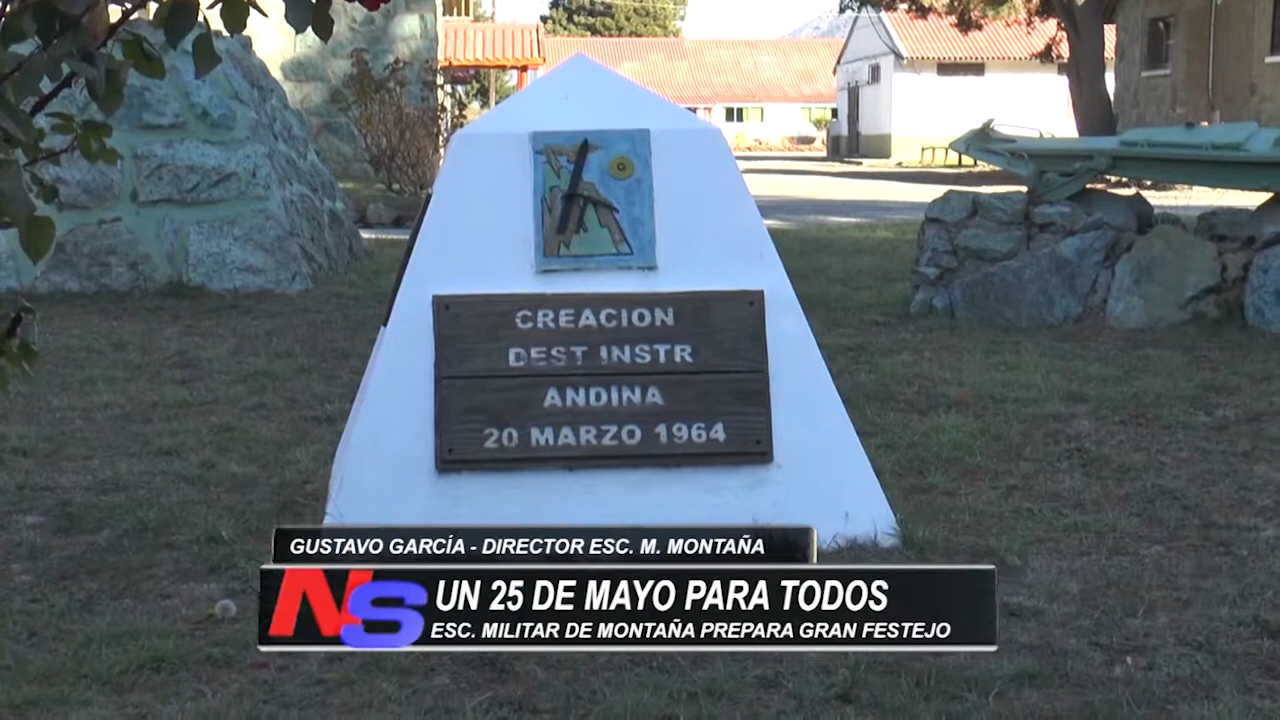 CREACION
DEST INSTR
ANDINA
20 MARZO 1964
GUSTAVO GARCÍA - DIRECTOR ESC. M. MONTAÑA
NS
UN 25 DE MAYO PARA TODOS
ESC. MILITAR DE MONTAÑA PREPARA GRAN FESTEJO